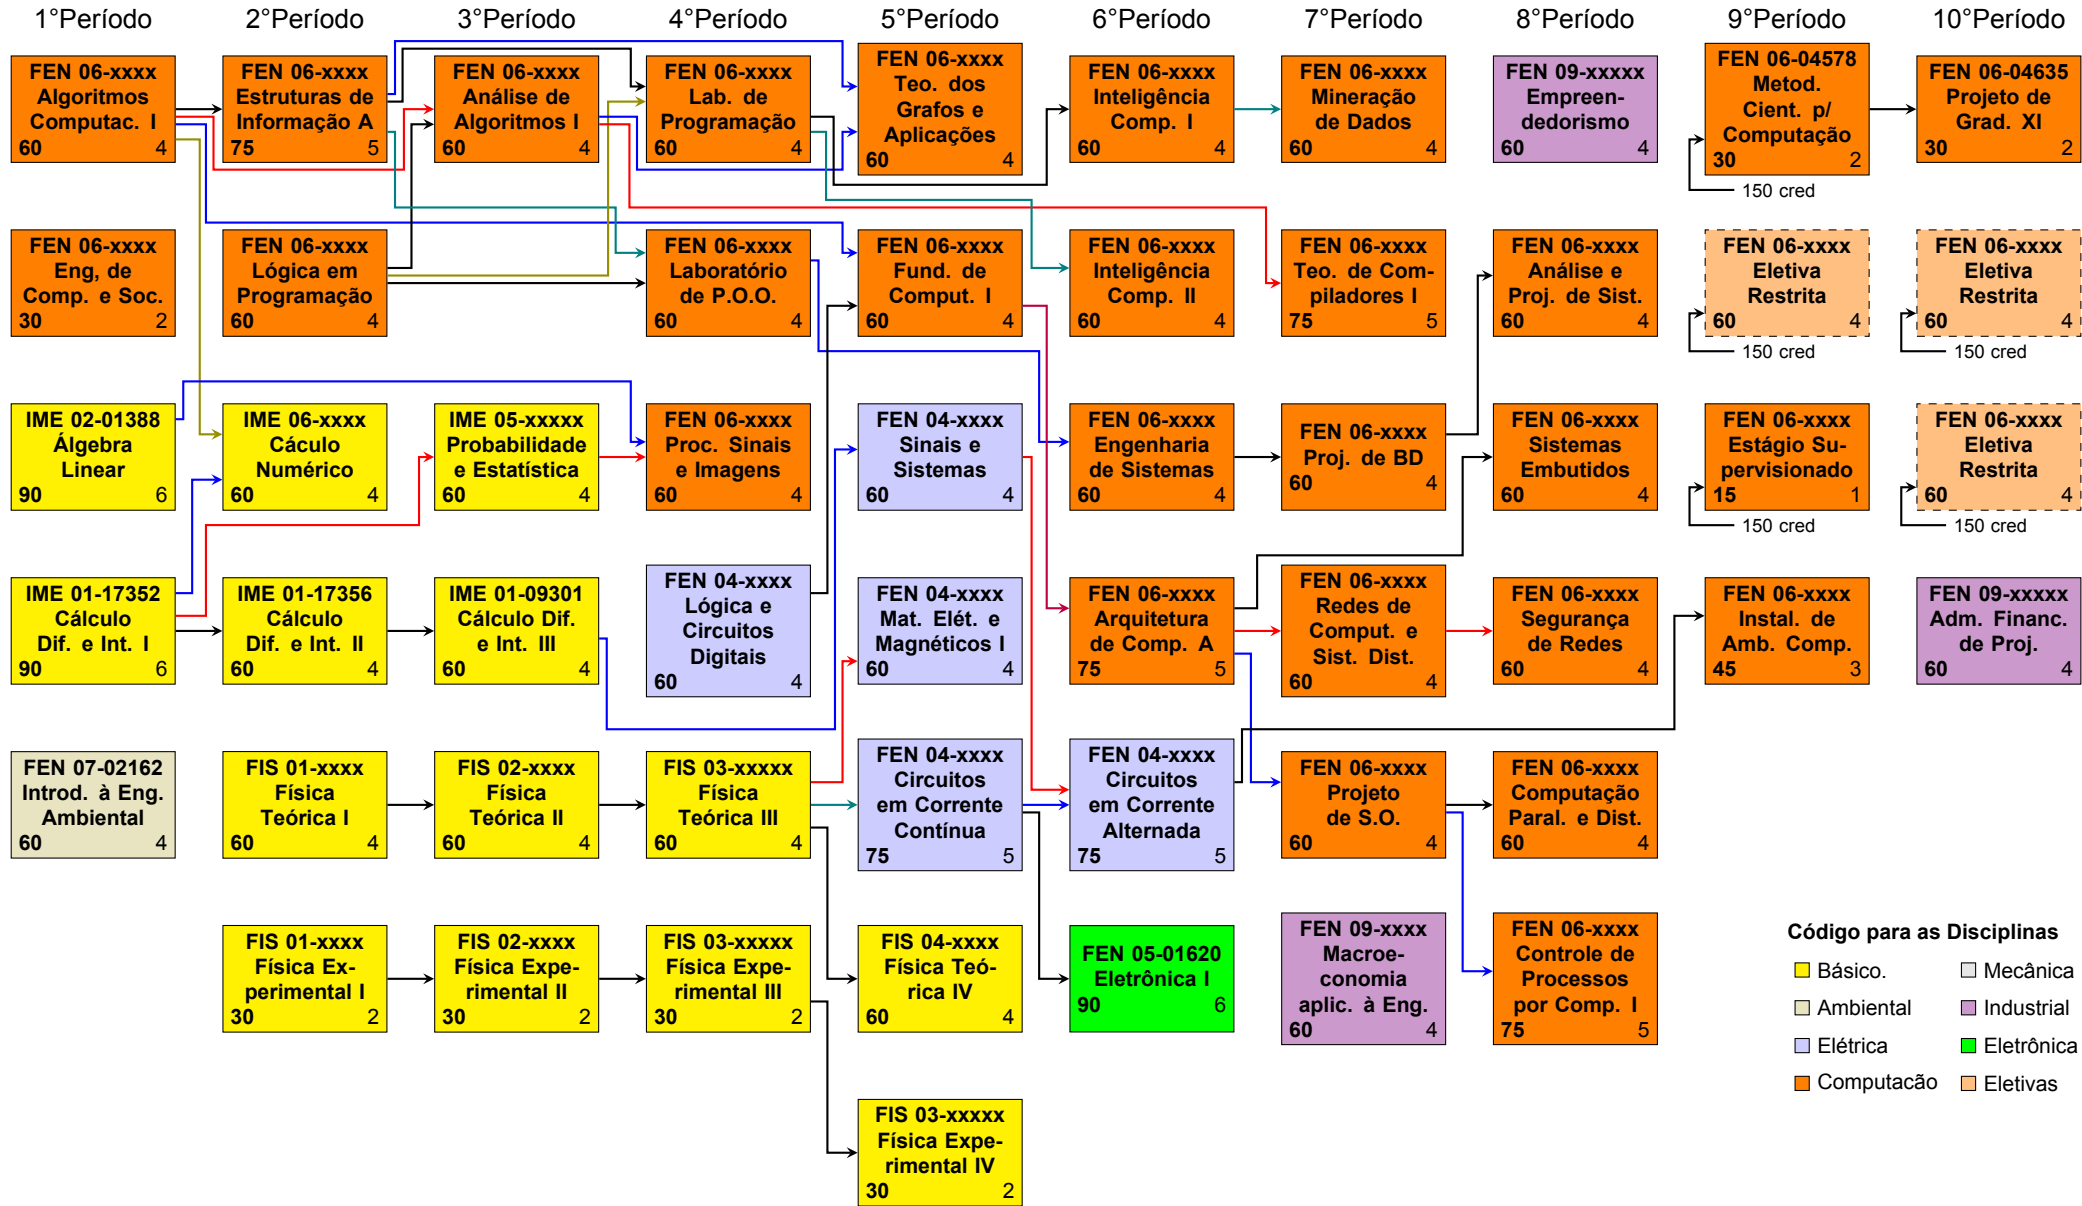 1°Período
2°Período
3°Período
4°Período
5°Período
6°Período
7°Período
8°Período
9°Período
10°Período
FEN 06-xxxx
Algoritmos
Computac. I
60 4
FEN 06-xxxx
Estruturas de
Informação A
75 5
FEN 06-xxxx
Análise de
Algoritmos I
60 4
FEN 06-xxxx
Lab. de
Programação
60 4
FEN 06-xxxx
Teo. dos
Grafos e
Aplicações
60 4
FEN 06-xxxx
Inteligência
Comp. I
60 4
FEN 06-xxxx
Mineração
de Dados
60 4
FEN 09-xxxxx
Empreen-
dedorismo
60 4
FEN 06-04578
Metod.
Cient. p/
Computação
30 2
150 cred
FEN 06-04635
Projeto de
Grad. XI
30 2
FEN 06-xxxx
Eng, de
Comp. e Soc.
30 2
FEN 06-xxxx
Lógica em
Programação
60 4
FEN 06-xxxx
Laboratório
de P.O.O.
60 4
FEN 06-xxxx
Fund. de
Comput. I
60 4
FEN 06-xxxx
Inteligência
Comp. II
60 4
FEN 06-xxxx
Teo. de Com-
piladores I
75 5
FEN 06-xxxx
Análise e
Proj. de Sist.
60 4
FEN 06-xxxx
Eletiva
Restrita
60 4
150 cred
FEN 06-xxxx
Eletiva
Restrita
60 4
150 cred
IME 02-01388
Álgebra
Linear
90 6
IME 06-xxxx
Cáculo
Numérico
60 4
IME 05-xxxxx
Probabilidade
e Estatística
60 4
FEN 06-xxxx
Proc. Sinais
e Imagens
60 4
FEN 04-xxxx
Sinais e
Sistemas
60 4
FEN 06-xxxx
Engenharia
de Sistemas
60 4
FEN 06-xxxx
Proj. de BD
60 4
FEN 06-xxxx
Sistemas
Embutidos
60 4
FEN 06-xxxx
Estágio Su-
pervisionado
15 1
150 cred
FEN 06-xxxx
Eletiva
Restrita
60 4
150 cred
IME 01-17352
Cálculo
Dif. e Int. I
90 6
IME 01-17356
Cálculo
Dif. e Int. II
60 4
IME 01-09301
Cálculo Dif.
e Int. III
60 4
FEN 04-xxxx
Lógica e
Circuitos
Digitais
60 4
FEN 04-xxxx
Mat. Elét. e
Magnéticos I
60 4
FEN 06-xxxx
Arquitetura
de Comp. A
75 5
FEN 06-xxxx
Redes de
Comput. e
Sist. Dist.
60 4
FEN 06-xxxx
Segurança
de Redes
60 4
FEN 06-xxxx
Instal. de
Amb. Comp.
45 3
FEN 09-xxxxx
Adm. Financ.
de Proj.
60 4
FEN 07-02162
Introd. à Eng.
Ambiental
60 4
FIS 01-xxxx
Física
Teórica I
60 4
FIS 02-xxxx
Física
Teórica II
60 4
FIS 03-xxxxx
Física
Teórica III
60 4
FEN 04-xxxx
Circuitos
em Corrente
Contínua
75 5
FEN 04-xxxx
Circuitos
em Corrente
Alternada
75 5
FEN 06-xxxx
Projeto
de S.O.
60 4
FEN 06-xxxx
Computação
Paral. e Dist.
60 4
FIS 01-xxxx
Física Ex-
perimental I
30 2
FIS 02-xxxx
Física Expe-
rimental II
30 2
FIS 03-xxxxx
Física Expe-
rimental III
30 2
FIS 04-xxxx
Física Teó-
rica IV
60 4
FEN 05-01620
Eletrônica I
90 6
FEN 09-xxxx
Macroe-
conomia
aplic. à Eng.
60 4
FEN 06-xxxx
Controle de
Processos
por Comp. I
75 5
FIS 03-xxxxx
Física Expe-
rimental IV
30 2
Código para as Disciplinas
Básico. Mecânica
Ambiental Industrial
Elétrica Eletrônica
Computacão Eletivas